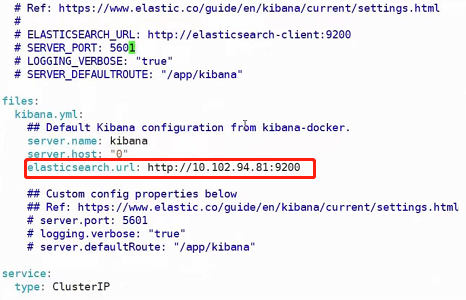 # Ref: https://www.elastic.co/guide/en/kibana/current/settings.html
#
# ELASTICSEARCH_URL: http://elasticsearch-client:9200
# SERVER_PORT: 5601
# LOGGING_VERBOSE: "true"
# SERVER_DEFAULTROUTE: "/app/kibana"
files:
kibana.yml:
## Default Kibana configuration from kibana-docker.
server.name: kibana
server.host: "0"
elasticsearch.url: http://10.102.94.81:9200
## Custom config properties below
## Ref: https://www.elastic.co/guide/en/kibana/current/settings.html
# server.port: 5601
# logging.verbose: "true"
# server.defaultRoute: "/app/kibana"
service:
type: ClusterIP